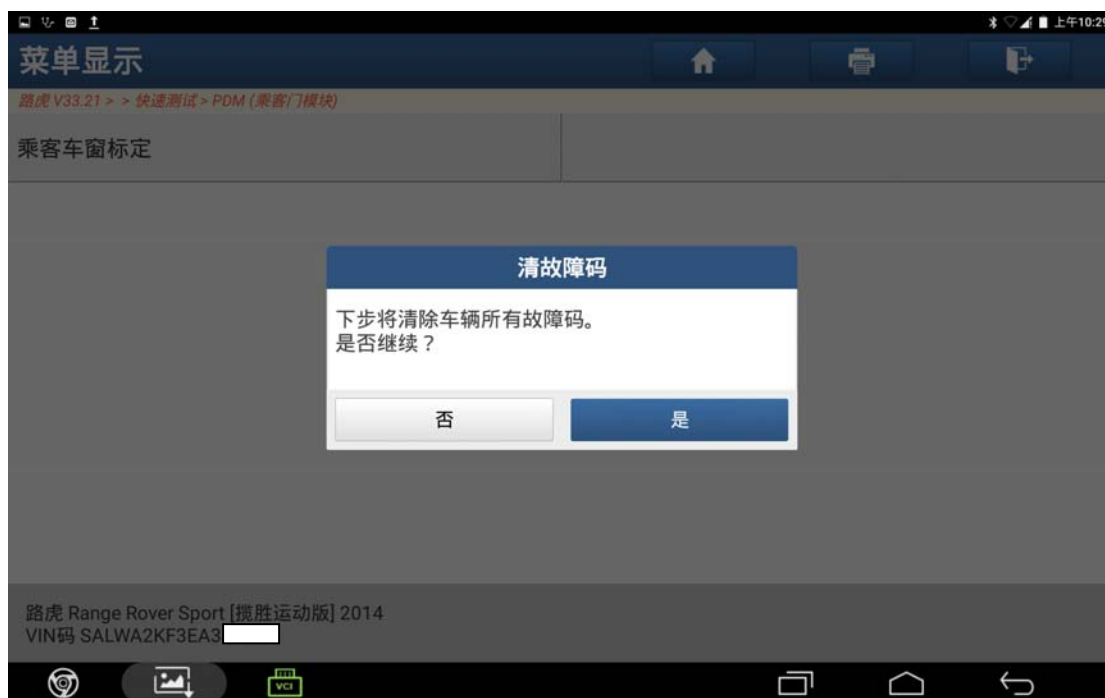 上午10:29
菜单显示
路虎 V33.21 > > 快速测试 > PDM (乘客门模块)
乘客车窗标定
清故障码
下步将清除车辆所有故障码。
是否继续？
否
是
路虎 Range Rover Sport [揽胜运动版] 2014
VIN码 SALWA2KF3EA3
VCI